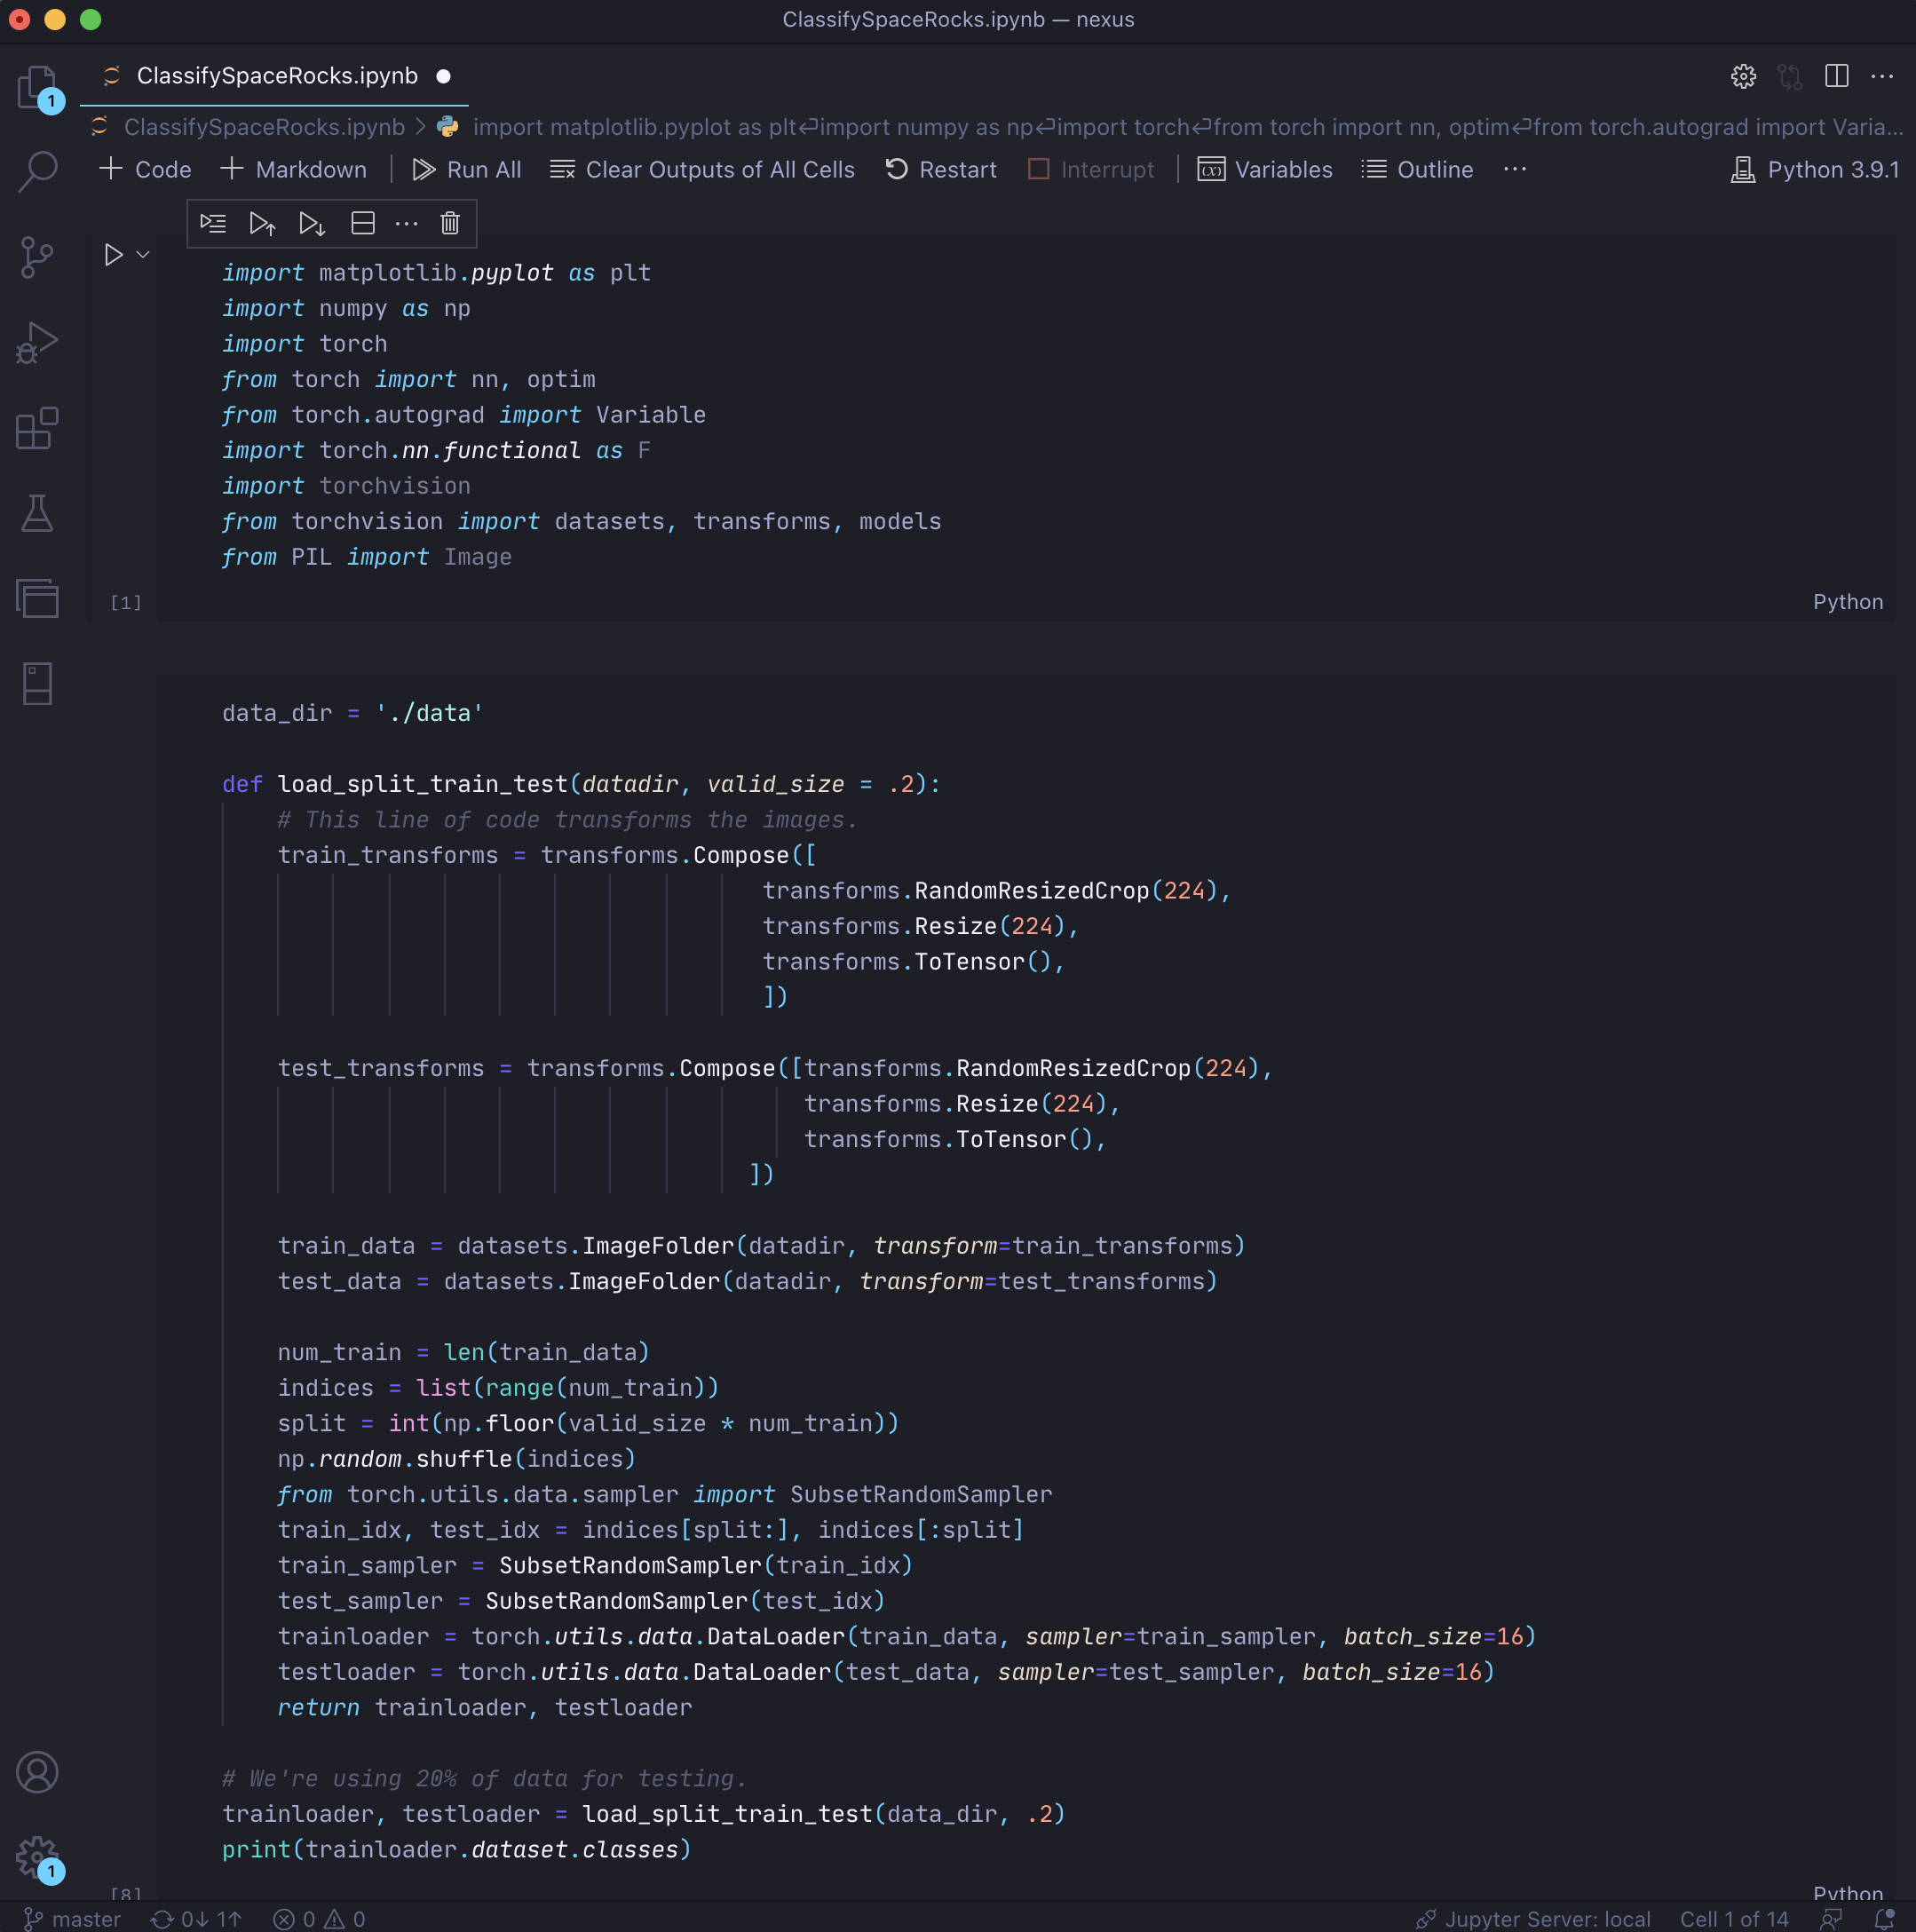 ClassifySpaceRocks.ipynb — nexus
ClassifySpaceRocks.ipynb
1
ClassifySpaceRocks.ipynb > import matplotlib.pyplot as plt↵import numpy as np↵import torch↵from torch import nn, optim↵from torch.autograd import Varia...
+ Code + Markdown Run All Clear Outputs of All Cells Restart Interrupt Variables Outline ... Python 3.9.1
import matplotlib.pyplot as plt
import numpy as np
import torch
from torch import nn, optim
from torch.autograd import Variable
import torch.nn.functional as F
import torchvision
from torchvision import datasets, transforms, models
from PIL import Image
[1] Python
data_dir = './data'
def load_split_train_test(datadir, valid_size = .2):
# This line of code transforms the images.
train_transforms = transforms.Compose([
transforms.RandomResizedCrop(224),
transforms.Resize(224),
transforms.ToTensor(),
])
test_transforms = transforms.Compose([transforms.RandomResizedCrop(224),
transforms.Resize(224),
transforms.ToTensor(),
])
train_data = datasets.ImageFolder(datadir, transform=train_transforms)
test_data = datasets.ImageFolder(datadir, transform=test_transforms)
num_train = len(train_data)
indices = list(range(num_train))
split = int(np.floor(valid_size * num_train))
np.random.shuffle(indices)
from torch.utils.data.sampler import SubsetRandomSampler
train_idx, test_idx = indices[split:], indices[:split]
train_sampler = SubsetRandomSampler(train_idx)
test_sampler = SubsetRandomSampler(test_idx)
trainloader = torch.utils.data.DataLoader(train_data, sampler=train_sampler, batch_size=16)
testloader = torch.utils.data.DataLoader(test_data, sampler=test_sampler, batch_size=16)
return trainloader, testloader
# We're using 20% of data for testing.
trainloader, testloader = load_split_train_test(data_dir, .2)
print(trainloader.dataset.classes)
1
[8] Python
master 0↓ 1↑ 0 0 Jupyter Server: local Cell 1 of 14